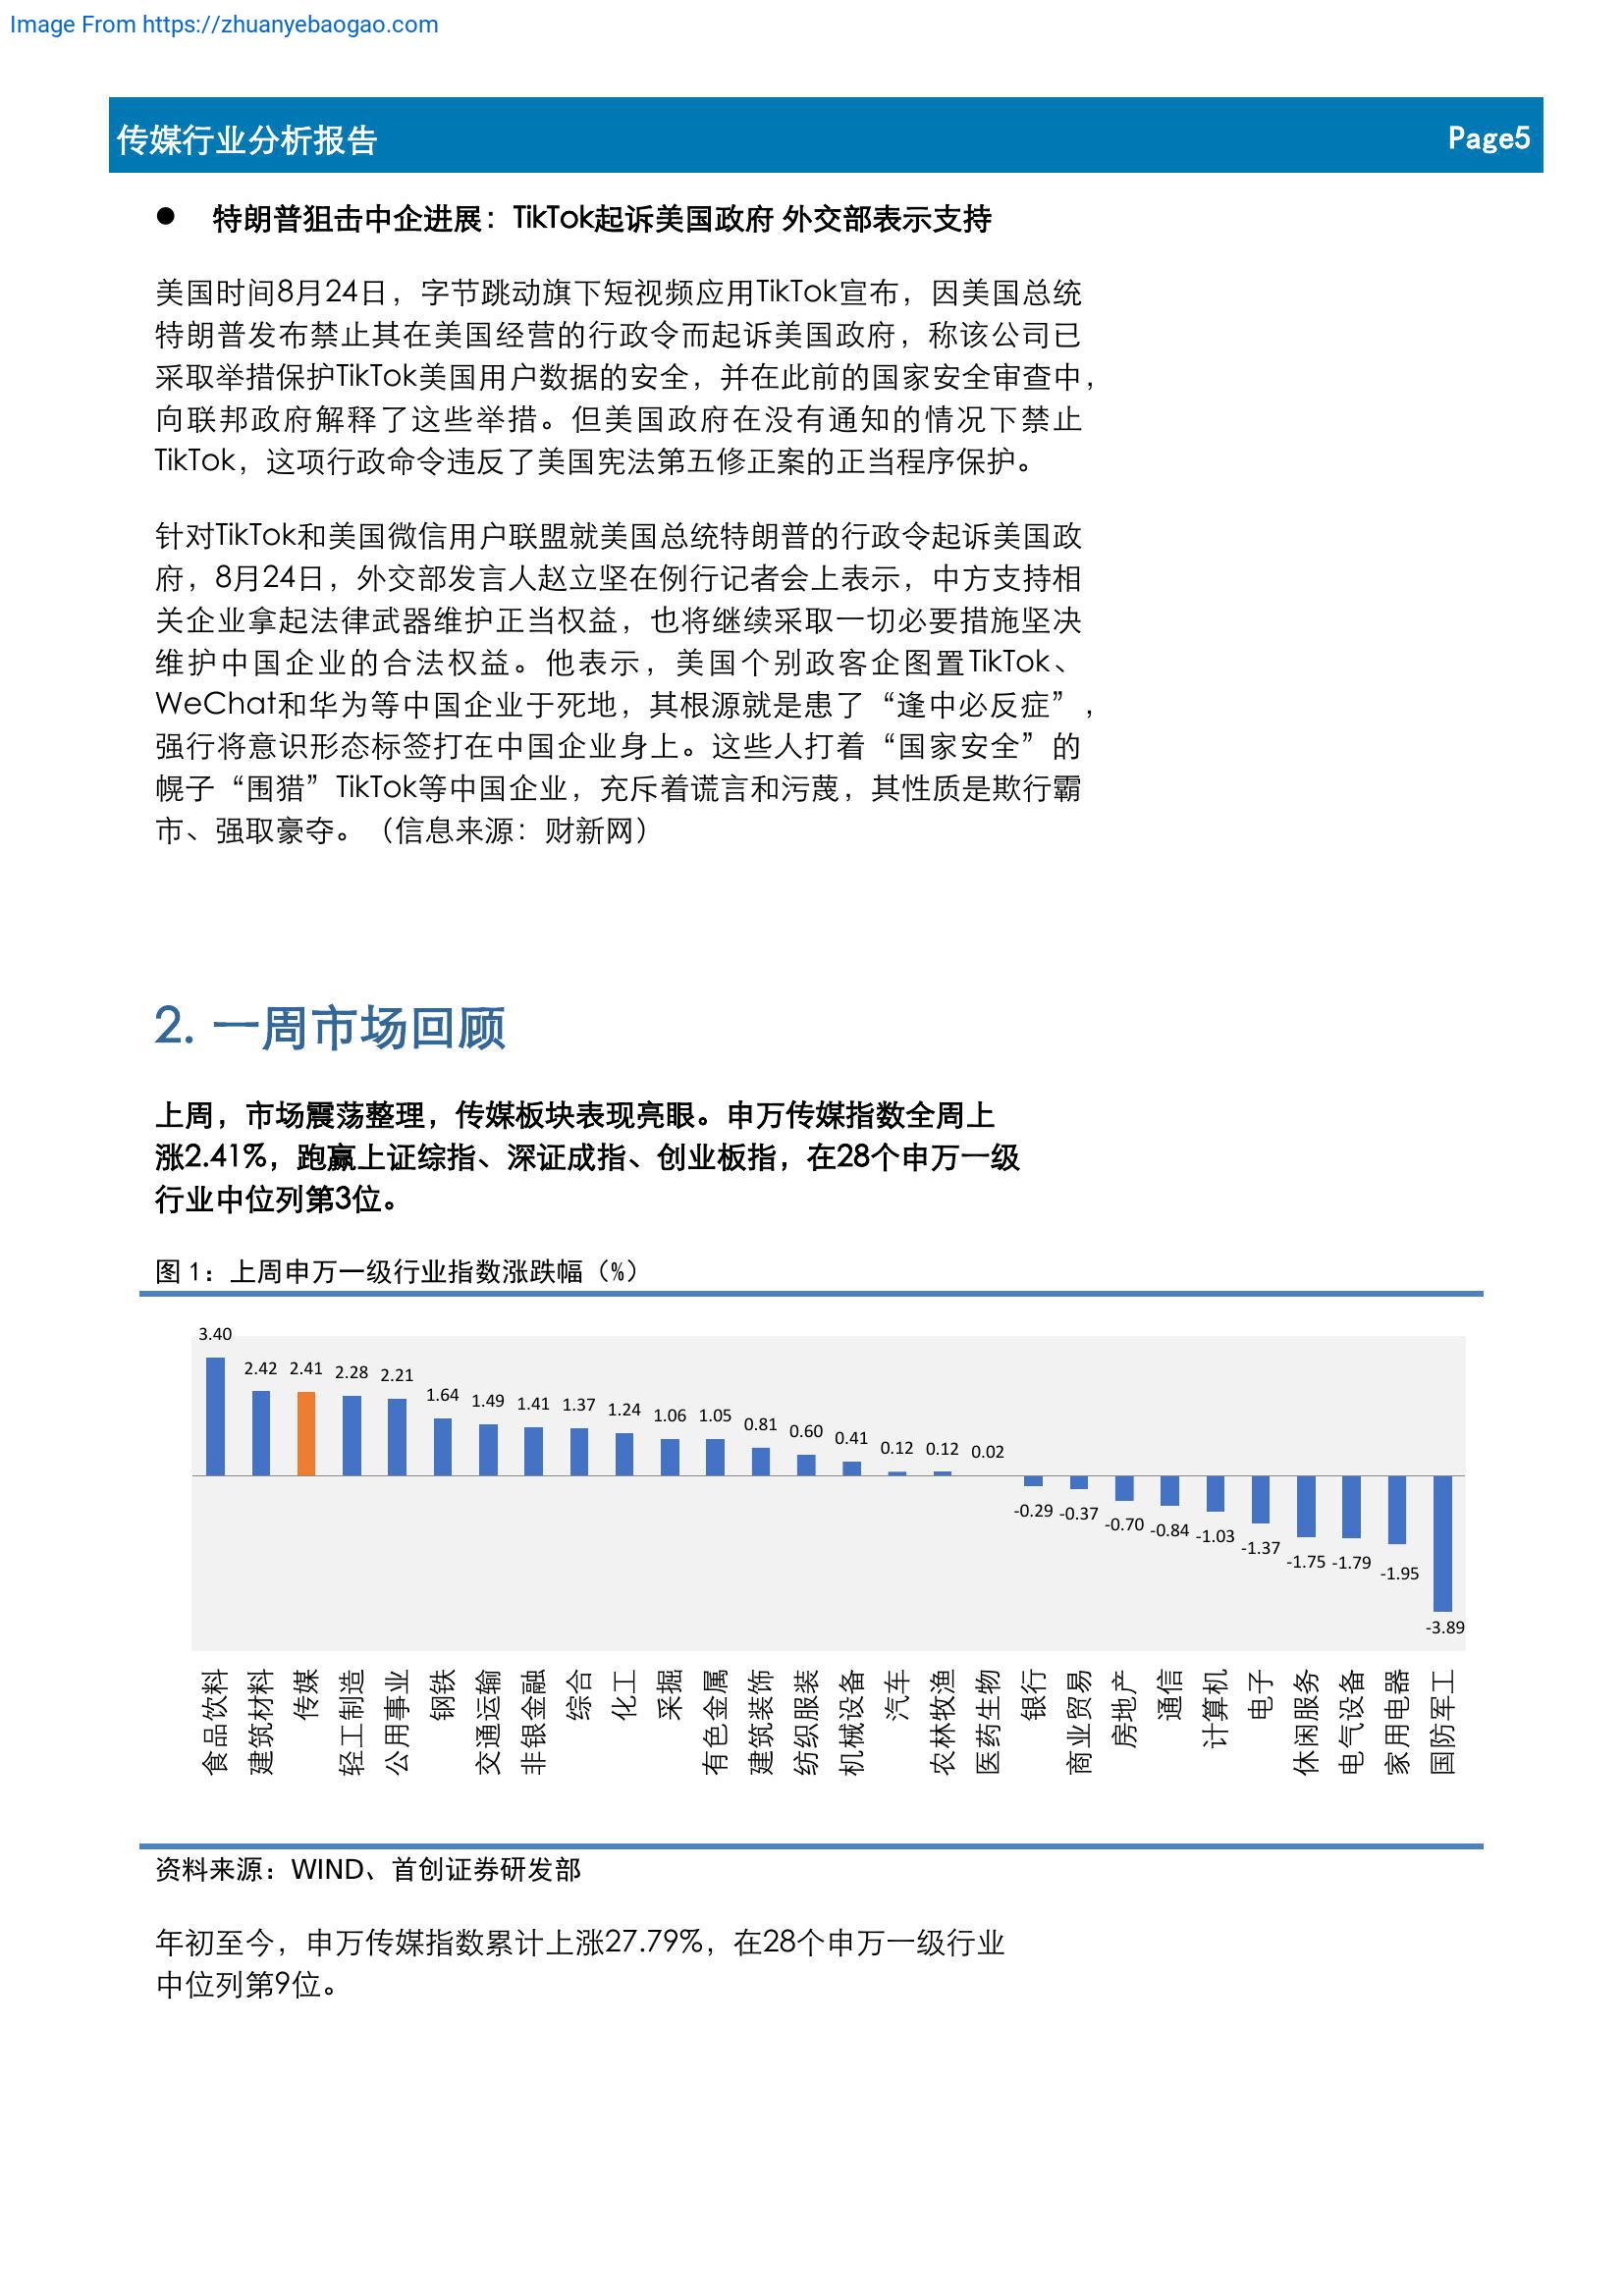 Image From https://zhuanyebaogao.com
传媒行业分析报告 Page5
● 特朗普狙击中企进展：TikTok起诉美国政府 外交部表示支持
美国时间8月24日，字节跳动旗下短视频应用TikTok宣布，因美国总统
特朗普发布禁止其在美国经营的行政令而起诉美国政府，称该公司已
采取举措保护TikTok美国用户数据的安全，并在此前的国家安全审查中，
向联邦政府解释了这些举措。但美国政府在没有通知的情况下禁止
TikTok，这项行政命令违反了美国宪法第五修正案的正当程序保护。
针对TikTok和美国微信用户联盟就美国总统特朗普的行政令起诉美国政
府，8月24日，外交部发言人赵立坚在例行记者会上表示，中方支持相
关企业拿起法律武器维护正当权益，也将继续采取一切必要措施坚决
维护中国企业的合法权益。他表示，美国个别政客企图置TikTok、
WeChat和华为等中国企业于死地，其根源就是患了“逢中必反症”，
强行将意识形态标签打在中国企业身上。这些人打着“国家安全”的
幌子“围猎”TikTok等中国企业，充斥着谎言和污蔑，其性质是欺行霸
市、强取豪夺。（信息来源：财新网）
2. 一周市场回顾
上周，市场震荡整理，传媒板块表现亮眼。申万传媒指数全周上
涨2.41%，跑赢上证综指、深证成指、创业板指，在28个申万一级
行业中位列第3位。
图 1：上周申万一级行业指数涨跌幅（%）
3.40 2.42 2.41 2.28 2.21 1.64 1.49 1.41 1.37 1.24 1.06 1.05 0.81 0.60 0.41 0.12 0.12 0.02
-0.29 -0.37 -0.70 -0.84 -1.03 -1.37 -1.75 -1.79 -1.95 -3.89
食品饮料
建筑材料
传媒
轻工制造
公用事业
钢铁
交通运输
非银金融
综合
化工
采掘
有色金属
建筑装饰
纺织服装
机械设备
汽车
农林牧渔
医药生物
银行
商业贸易
房地产
通信
计算机
电子
休闲服务
电气设备
家用电器
国防军工
资料来源：WIND、首创证券研发部
年初至今，申万传媒指数累计上涨27.79%，在28个申万一级行业
中位列第9位。